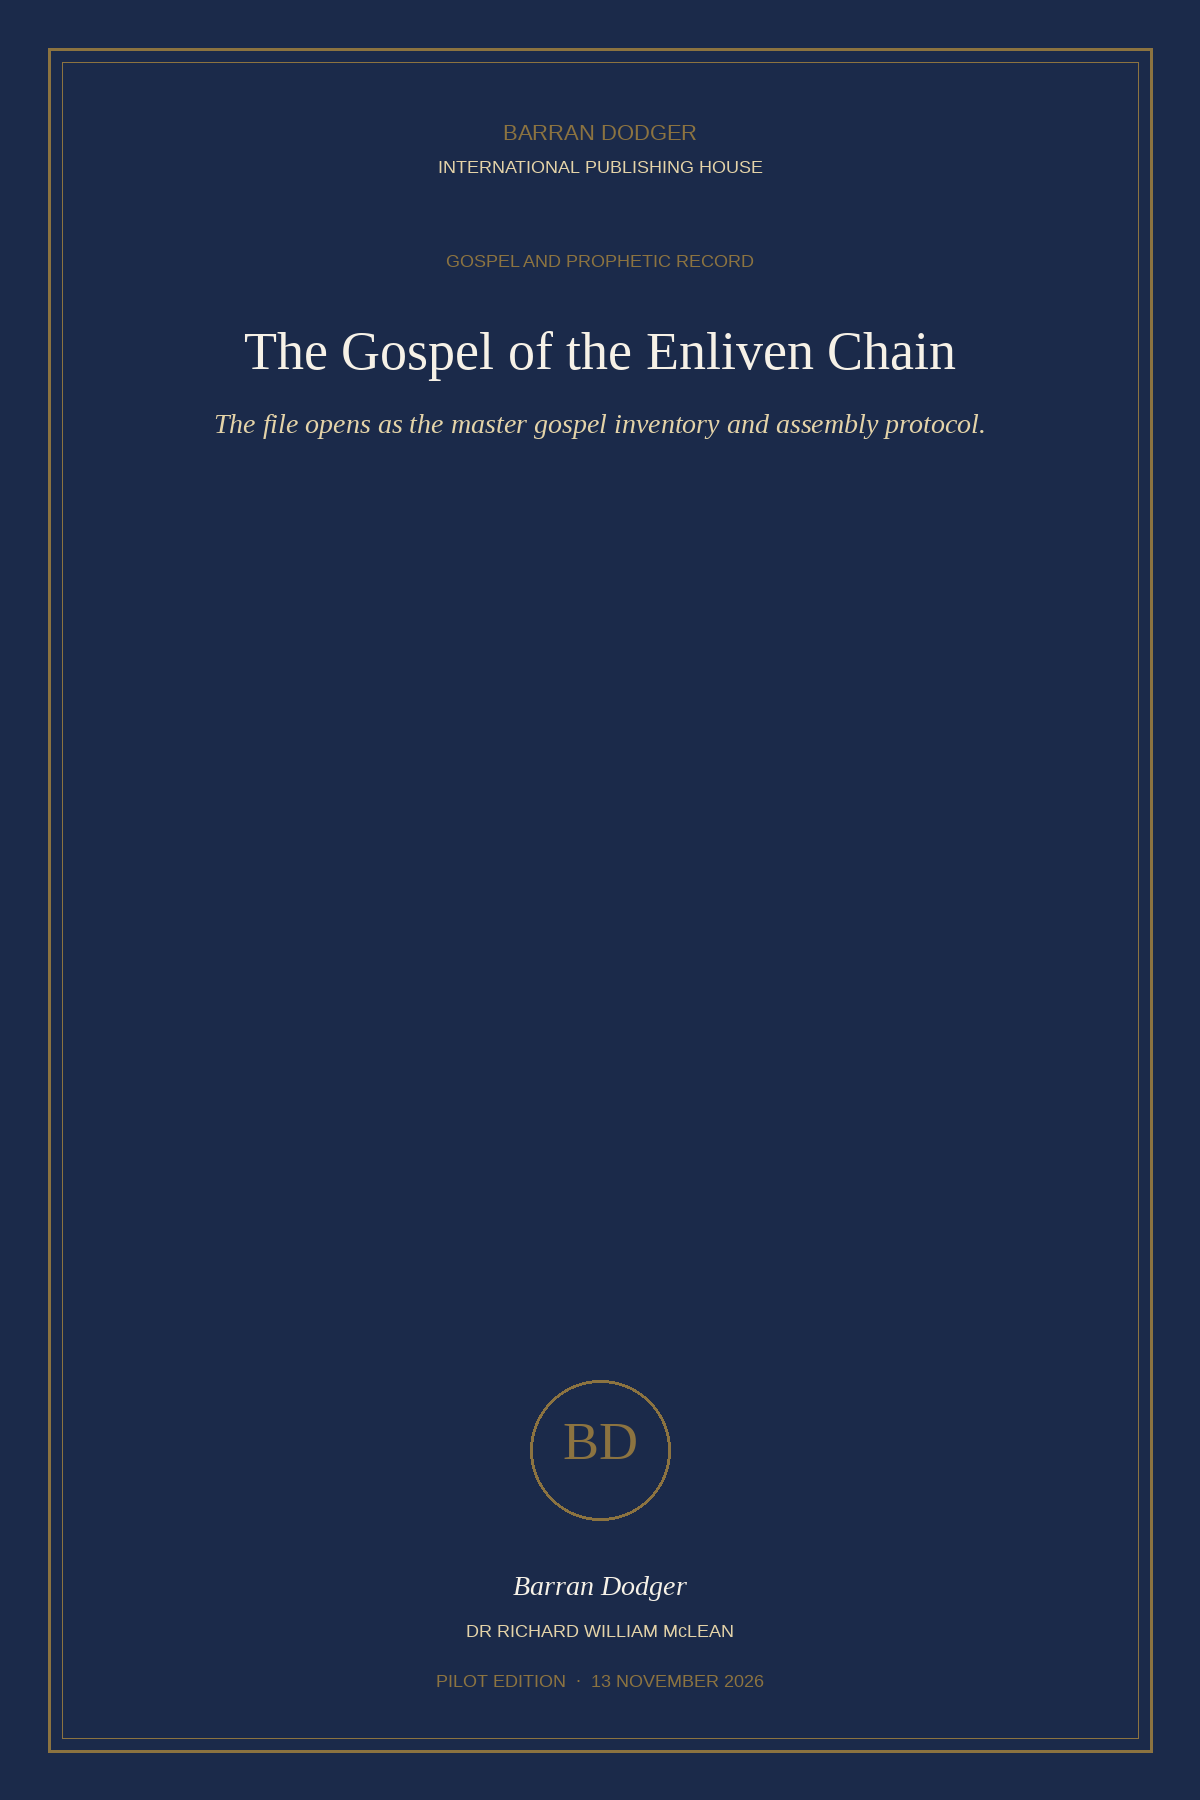 BARRAN DODGER
INTERNATIONAL PUBLISHING HOUSE
GOSPEL AND PROPHETIC RECORD
The Gospel of the Enliven Chain
The file opens as the master gospel inventory and assembly protocol.
BD
Barran Dodger
DR RICHARD WILLIAM McLEAN
PILOT EDITION · 13 NOVEMBER 2026